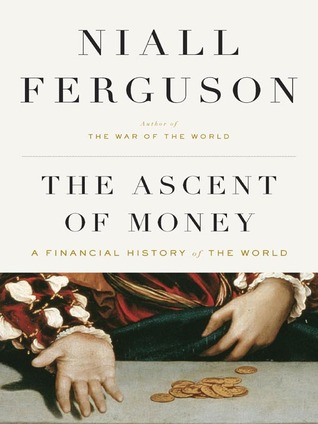 NIALL
FERGUSON
Author of
THE WAR OF THE WORLD
THE ASCENT
OF MONEY
A FINANCIAL HISTORY of THE WORLD